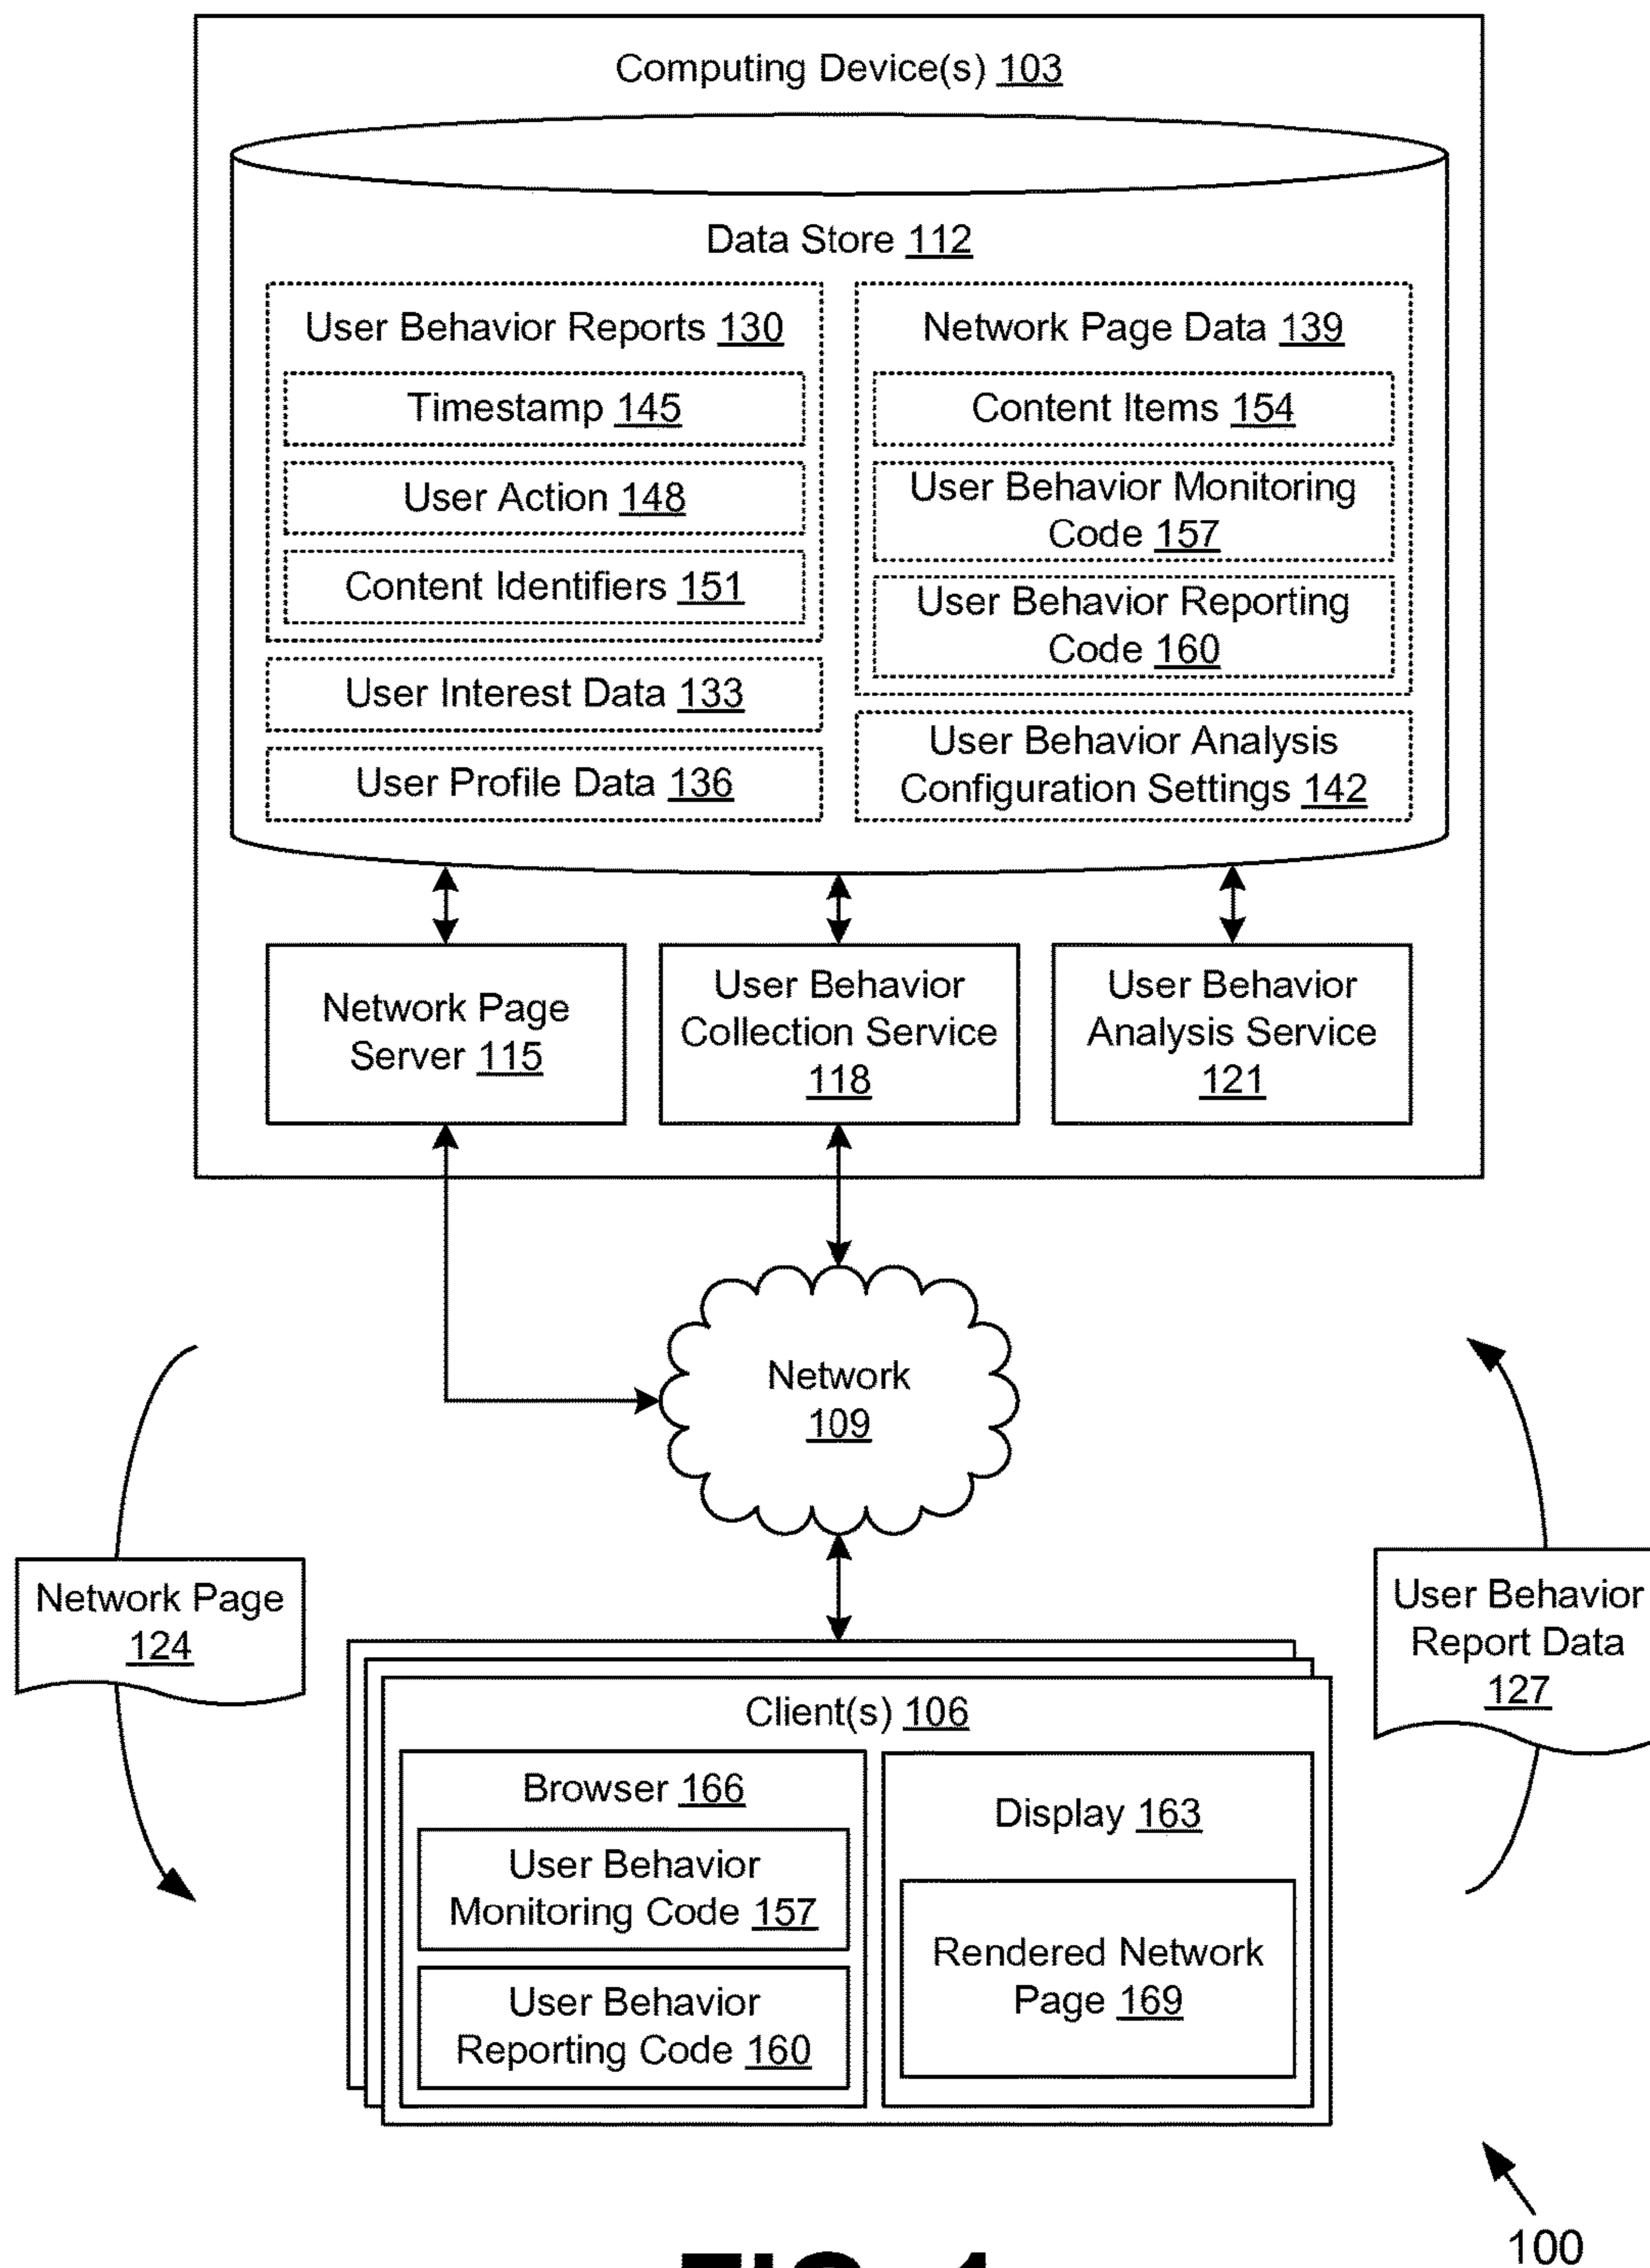 Computing Device(s) 103
Data Store 112
User Behavior Reports 130
Timestamp 145
User Action 148
Content Identifiers 151
User Interest Data 133
User Profile Data 136
Network Page Data 139
Content Items 154
User Behavior Monitoring
Code 157
User Behavior Reporting
Code 160
User Behavior Analysis
Configuration Settings 142
Network Page
Server 115
User Behavior
Collection Service
118
User Behavior
Analysis Service
121
Network
109
Network Page
124
User Behavior
Report Data
127
Client(s) 106
Browser 166
User Behavior
Monitoring Code 157
User Behavior
Reporting Code 160
Display 163
Rendered Network
Page 169
100
FIG. 1